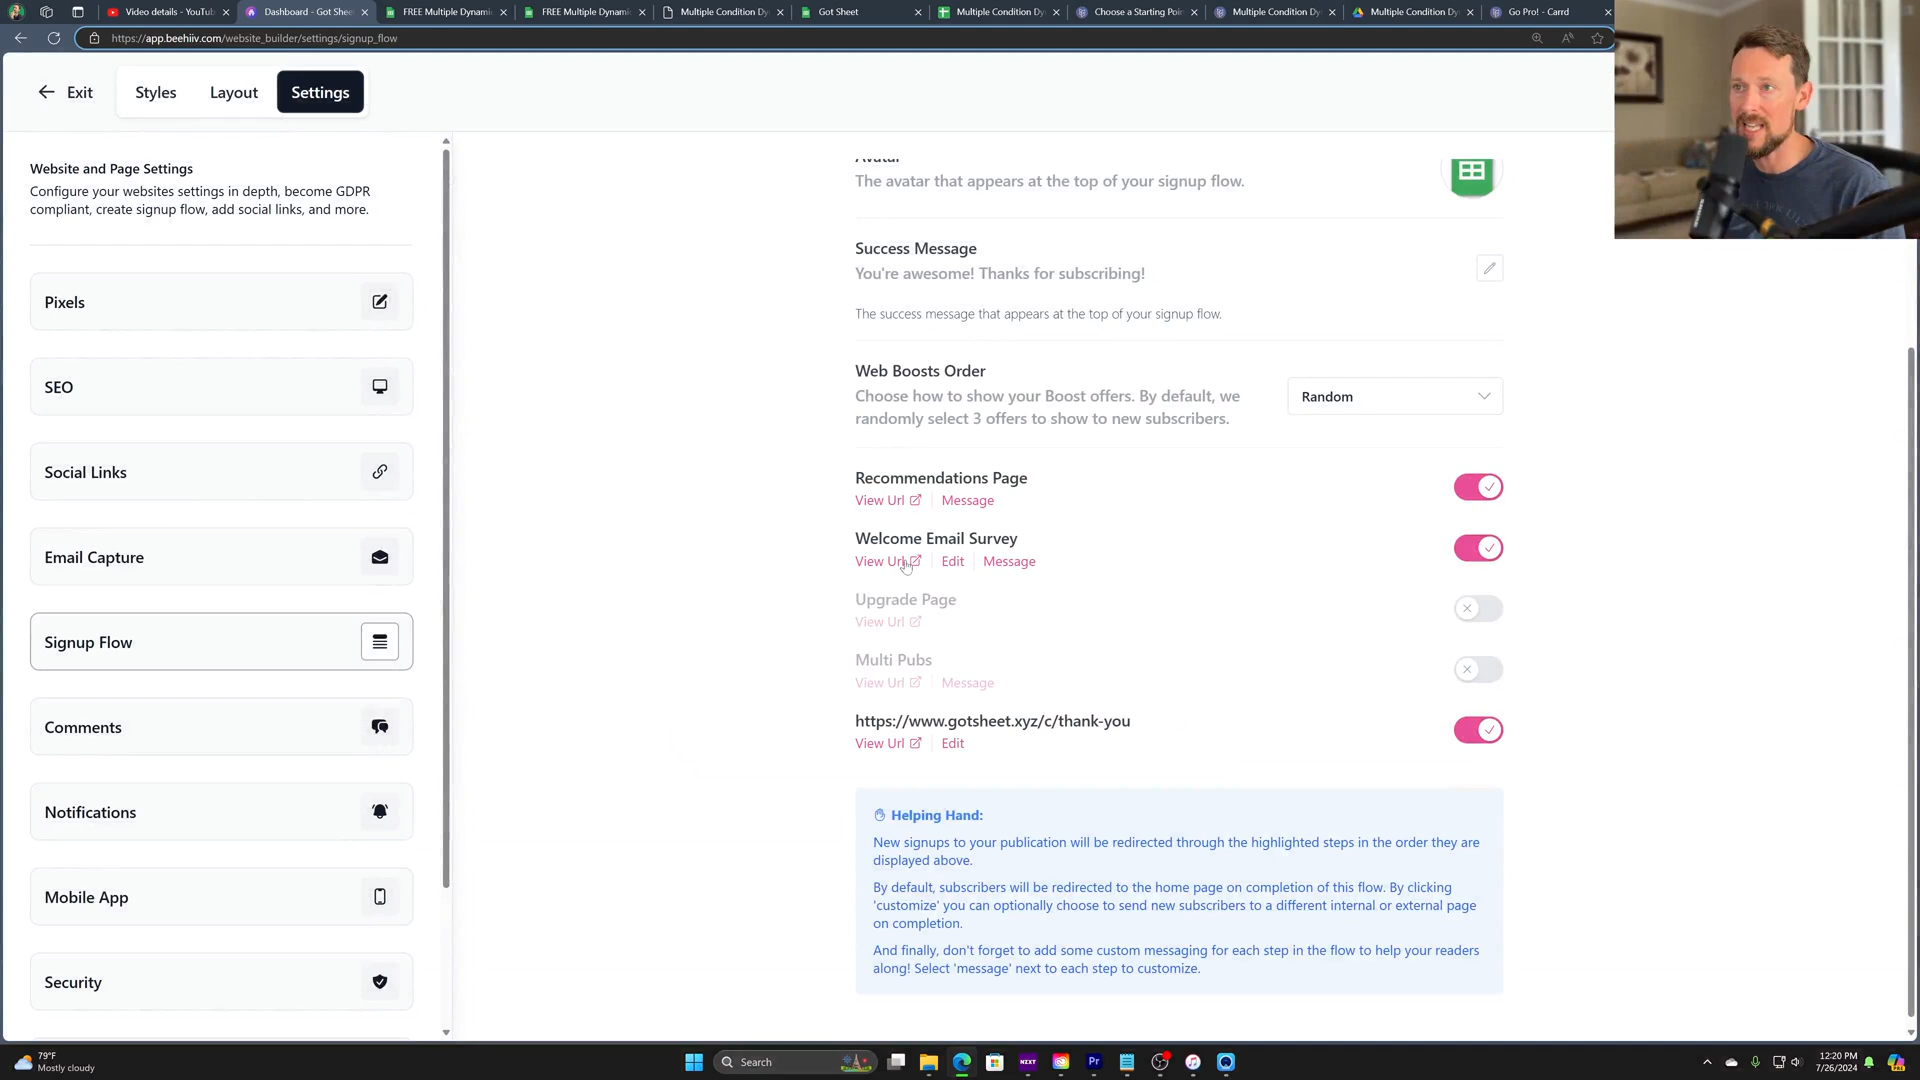 Video details - YouTub
Dashboard - Got Shee
FREE Multiple Dynami
FREE Multiple Dynamic
Multiple Condition Dy
Got Sheet
Multiple Condition Dy
Choose a Starting Poi
Multiple Condition Dy
Multiple Condition Dy
Go Pro! - Carrd
https://app.beehiiv.com/website_builder/settings/signup_flow
Exit
Styles
Layout
Settings
Website and Page Settings
Configure your websites settings in depth, become GDPR
compliant, create signup flow, add social links, and more.
Pixels
SEO
Social Links
Email Capture
Signup Flow
Comments
Notifications
Mobile App
Security
Avatar
The avatar that appears at the top of your signup flow.
Success Message
You're awesome! Thanks for subscribing!
The success message that appears at the top of your signup flow.
Web Boosts Order
Choose how to show your Boost offers. By default, we
randomly select 3 offers to show to new subscribers.
Random
Recommendations Page
View Url | Message
Welcome Email Survey
View Url | Edit | Message
Upgrade Page
View Url
Multi Pubs
View Url | Message
https://www.gotsheet.xyz/c/thank-you
View Url | Edit
Helping Hand:
New signups to your publication will be redirected through the highlighted steps in the order they are
displayed above.
By default, subscribers will be redirected to the home page on completion of this flow. By clicking
'customize' you can optionally choose to send new subscribers to a different internal or external page
on completion.
And finally, don't forget to add some custom messaging for each step in the flow to help your readers
along! Select 'message' next to each step to customize.
79°F
Mostly cloudy
Search
NZXT
Pr
12:20 PM
7/26/2024